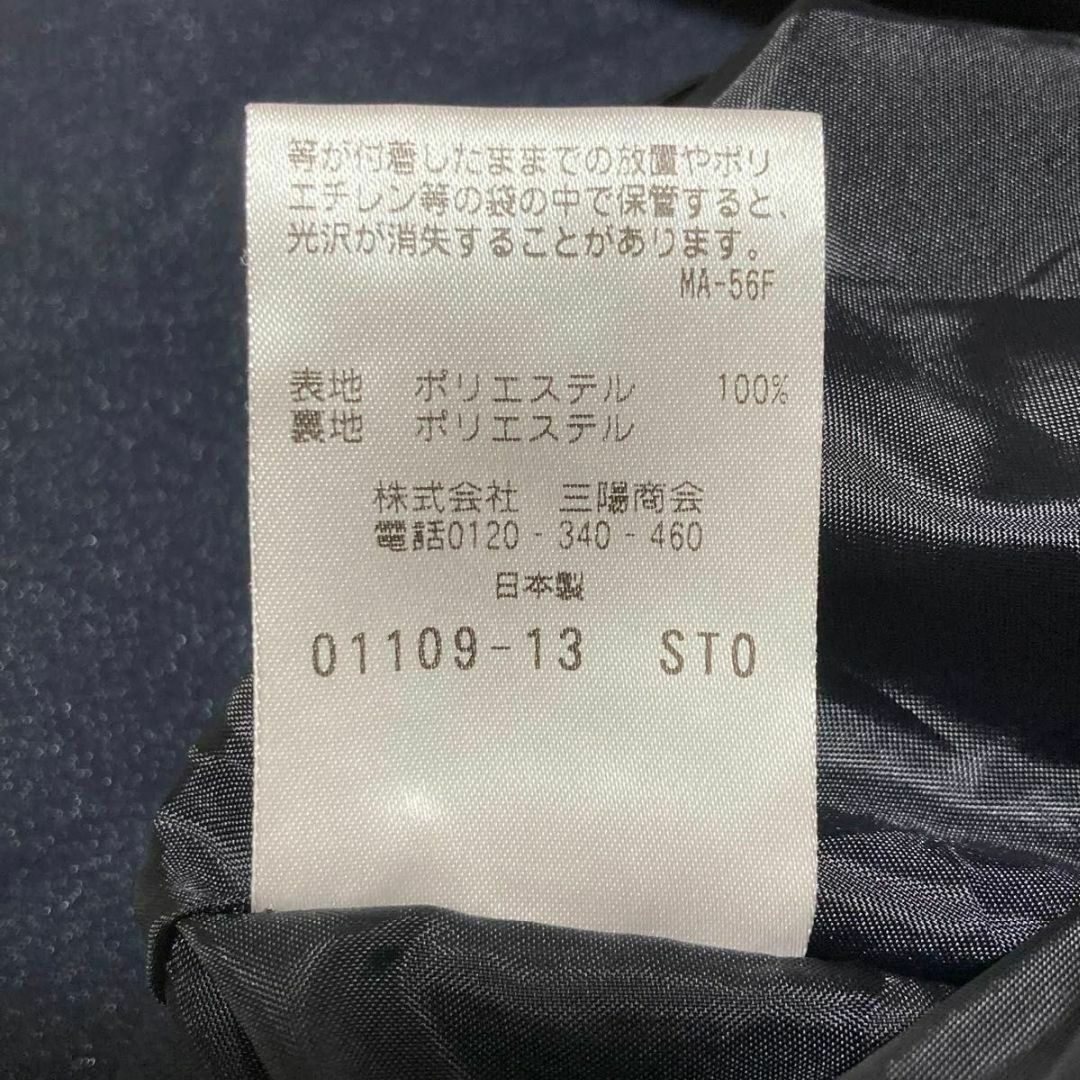 等が付着したままでの放置やポリ
エチレン等の袋の中で保管すると、
光沢が消失することがあります。
MA-56F
表地 ポリエステル 100%
裏地 ポリエステル
株式会社 三陽商会
電話0120-340-460
日本製
01109-13 STO